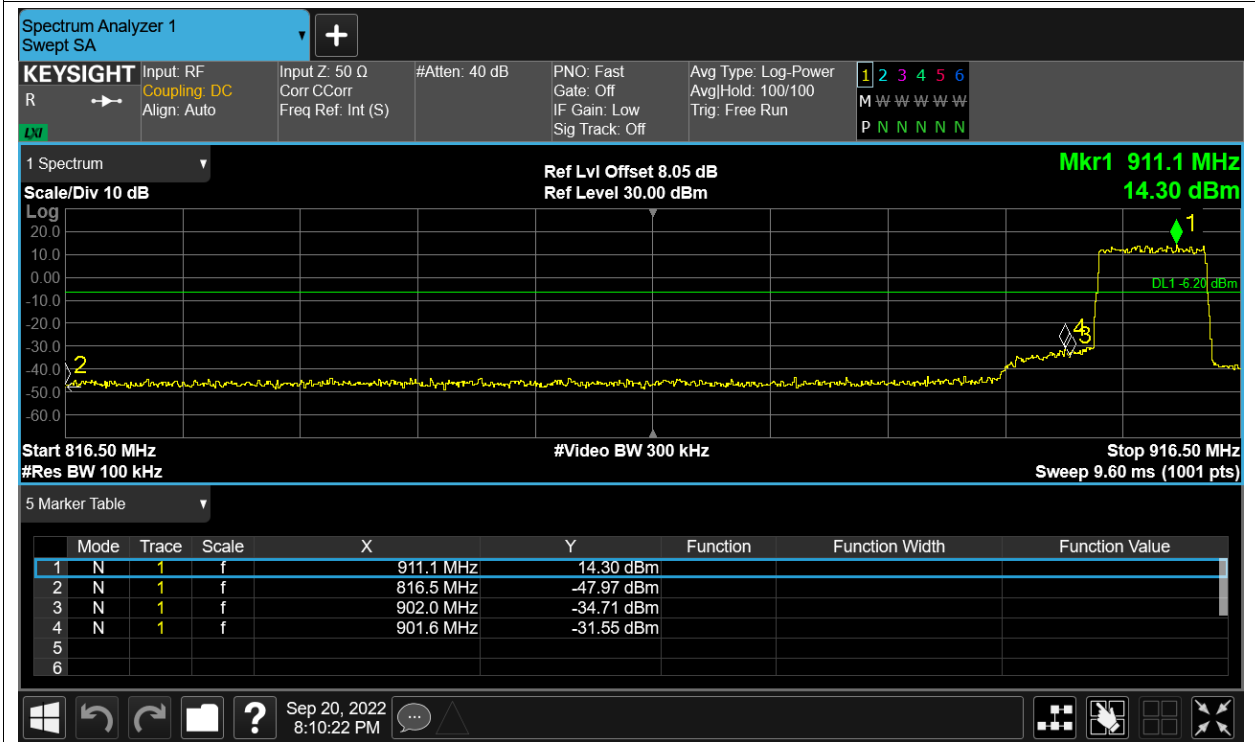 Spectrum Analyzer 1
Swept SA
KEYSIGHT Input: RF Input Z: 50 Ω #Atten: 40 dB PNO: Fast Avg Type: Log-Power 1 2 3 4 5 6
R Coupling: DC Corr CCorr Gate: Off Avg|Hold: 100/100 M W W W W W
Align: Auto Freq Ref: Int (S) IF Gain: Low Trig: Free Run
LXI Sig Track: Off P N N N N N
1 Spectrum Ref Lvl Offset 8.05 dB Mkr1 911.1 MHz
Scale/Div 10 dB Ref Level 30.00 dBm 14.30 dBm
Log
1
20.0
10.0
0.00
DL1 -6.20 dBm
-10.0
-20.0
4
3
-30.0
2
-40.0
-50.0
-60.0
Start 816.50 MHz #Video BW 300 kHz Stop 916.50 MHz
#Res BW 100 kHz Sweep 9.60 ms (1001 pts)
5 Marker Table
Mode Trace Scale X Y Function Function Width Function Value
1 N 1 f 911.1 MHz 14.30 dBm
2 N 1 f 816.5 MHz -47.97 dBm
3 N 1 f 902.0 MHz -34.71 dBm
4 N 1 f 901.6 MHz -31.55 dBm
5
6
? Sep 20, 2022
8:10:22 PM